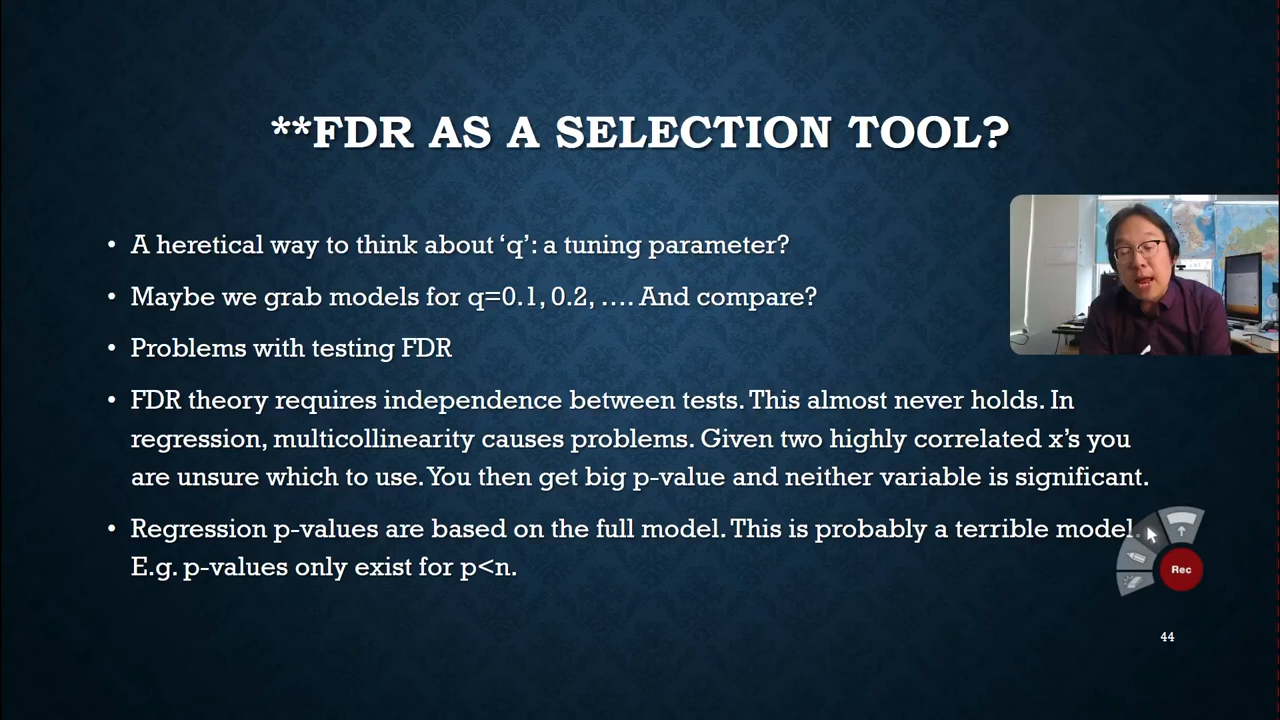 **FDR AS A SELECTION TOOL?
• A heretical way to think about ‘q’: a tuning parameter?
• Maybe we grab models for q=0.1, 0.2, …. And compare?
• Problems with testing FDR
• FDR theory requires independence between tests. This almost never holds. In
regression, multicollinearity causes problems. Given two highly correlated x’s you
are unsure which to use. You then get big p-value and neither variable is significant.
• Regression p-values are based on the full model. This is probably a terrible model.
E.g. p-values only exist for p<n.
Rec
44